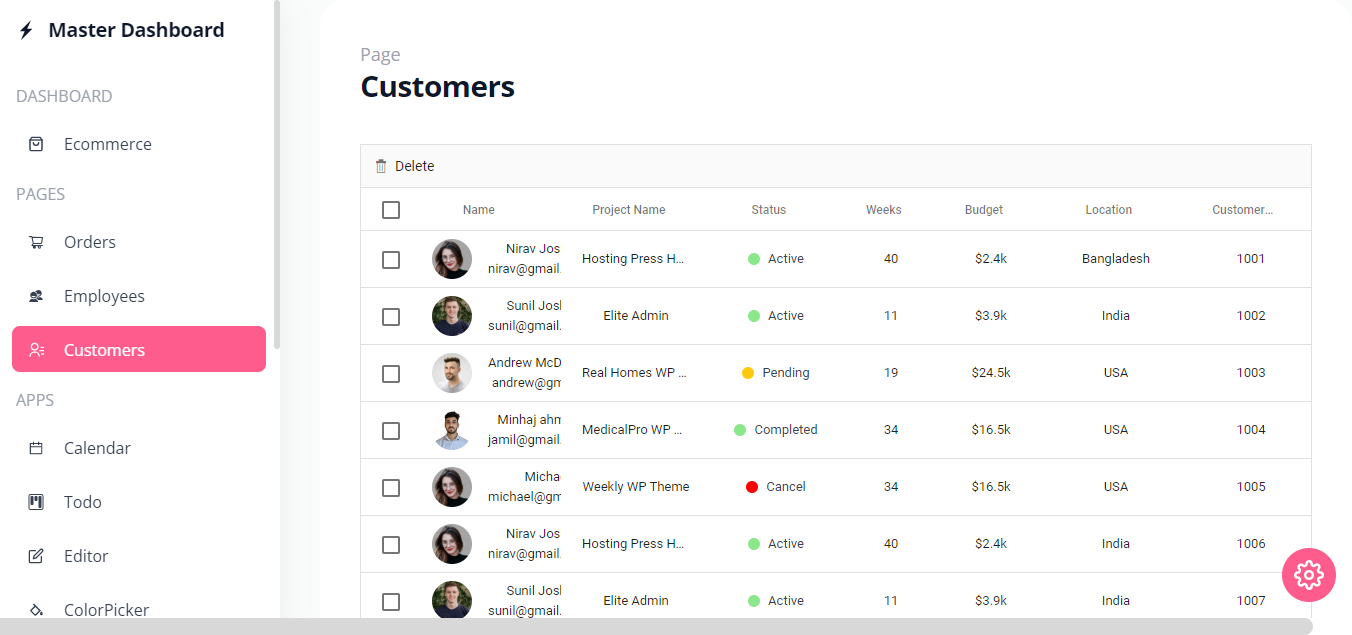 Master Dashboard
DASHBOARD
Ecommerce
PAGES
Orders
Employees
Customers
APPS
Calendar
Todo
Editor
ColorPicker
Page
Customers
Delete
Name Project Name Status Weeks Budget Location Customer...
Nirav Jos
nirav@gmail.
Hosting Press H... Active 40 $2.4k Bangladesh 1001
Sunil Josl
sunil@gmail.
Elite Admin Active 11 $3.9k India 1002
Andrew McD
andrew@gm
Real Homes WP ... Pending 19 $24.5k USA 1003
Minhaj ahm
jamil@gmail.
MedicalPro WP ... Completed 34 $16.5k USA 1004
Micha
michael@gm
Weekly WP Theme Cancel 34 $16.5k USA 1005
Nirav Jos
nirav@gmail.
Hosting Press H... Active 40 $2.4k India 1006
Sunil Josl
sunil@gmail.
Elite Admin Active 11 $3.9k India 1007